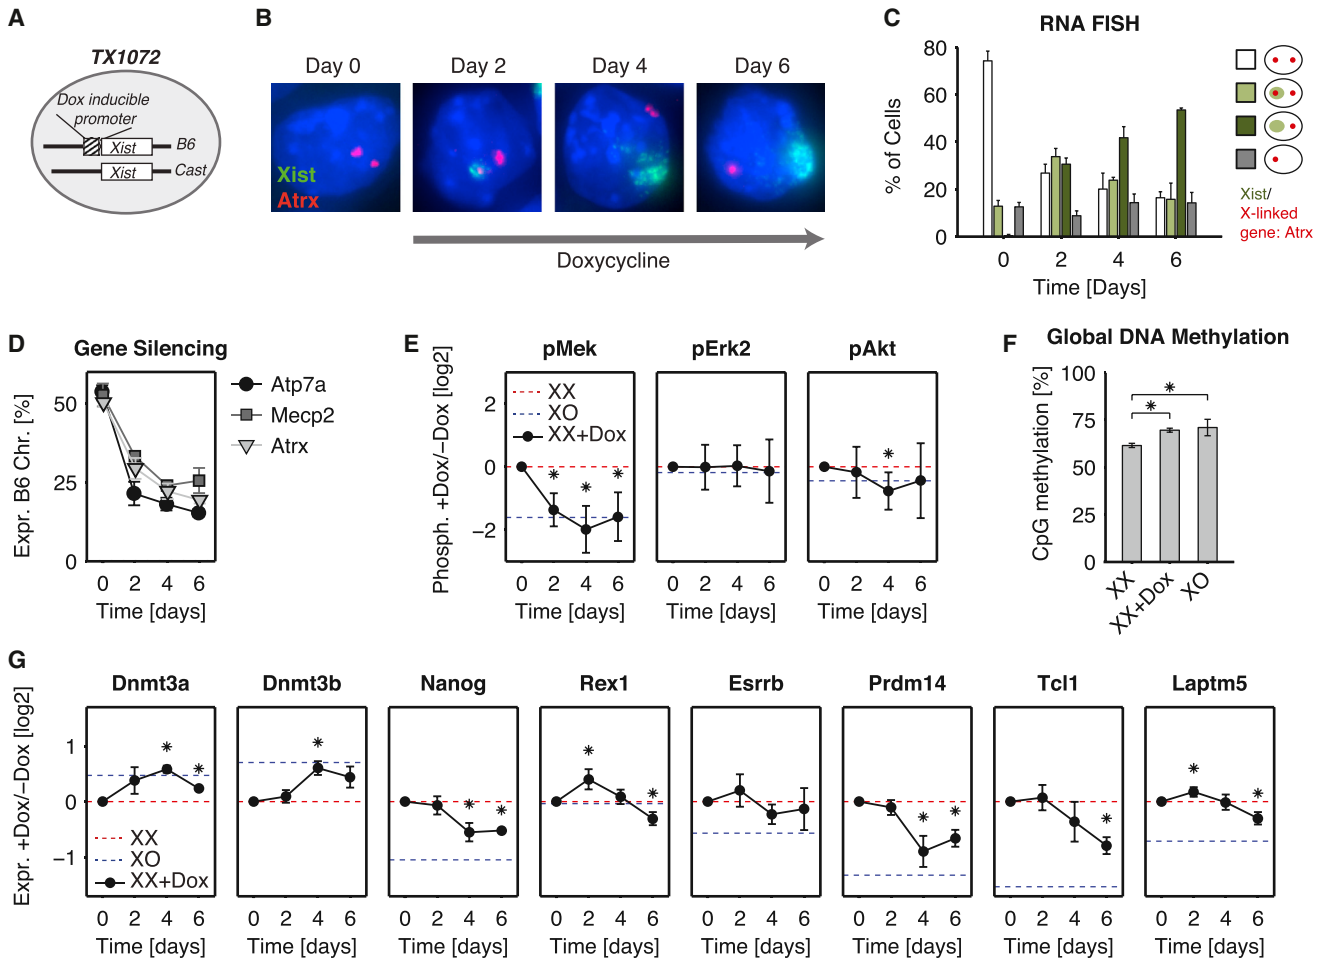 A
TX1072
Dox inducible
promoter
Xist
B6
Xist
Cast
B
Day 0
Day 2
Day 4
Day 6
Xist
Atrx
Doxycycline
C
RNA FISH
% of Cells
80
60
40
20
0
0
2
4
6
Time [Days]
Xist/
X-linked
gene: Atrx
D
Gene Silencing
Expr. B6 Chr. [%]
50
25
0
0 2 4 6
Time [days]
Atp7a
Mecp2
Atrx
E
Phosph. +Dox/−Dox [log2]
pMek
pErk2
pAkt
2
0
−2
XX
XO
XX+Dox
* * *
*
0 2 4 6
Time [days]
0 2 4 6
Time [days]
0 2 4 6
Time [days]
F
Global DNA Methylation
CpG methylation [%]
100
75
50
25
0
*
*
XX
XX+Dox
XO
G
Expr. +Dox/−Dox [log2]
Dnmt3a
Dnmt3b
Nanog
Rex1
Esrrb
Prdm14
Tcl1
Laptm5
1
0
−1
XX
XO
XX+Dox
* *
*
* *
* *
* *
*
* *
0 2 4 6
Time [days]
0 2 4 6
Time [days]
0 2 4 6
Time [days]
0 2 4 6
Time [days]
0 2 4 6
Time [days]
0 2 4 6
Time [days]
0 2 4 6
Time [days]
0 2 4 6
Time [days]